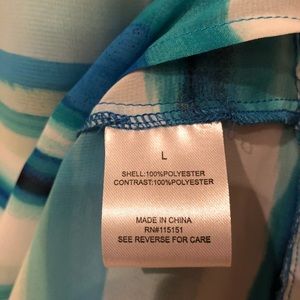 L
SHELL:100%POLYESTER
CONTRAST:100%POLYESTER
MADE IN CHINA
RN#115151
SEE REVERSE FOR CARE